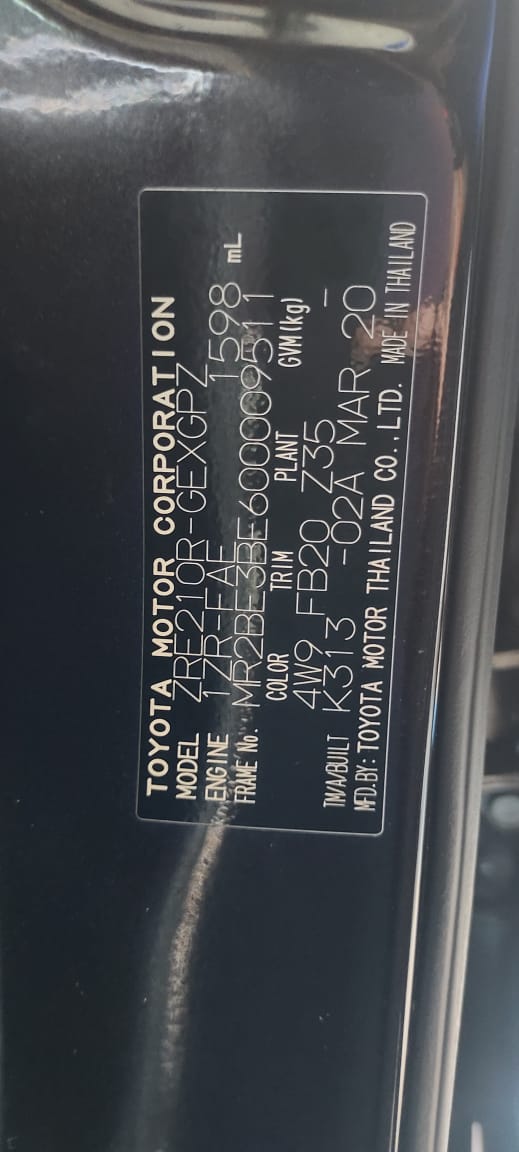 TOYOTA MOTOR CORPORATION
MODEL ZRE210R-GEXGPZ
ENGINE 1ZR-FAE 1598 mL
FRAME No. MR2BE3BE600009511
COLOR TRIM PLANT GVM(kg)
4W9 FB20 Z35 -
TM/A/BUILT K313 -02A MAR 20
MFD.BY:TOYOTA MOTOR THAILAND CO.,LTD. MADE IN THAILAND